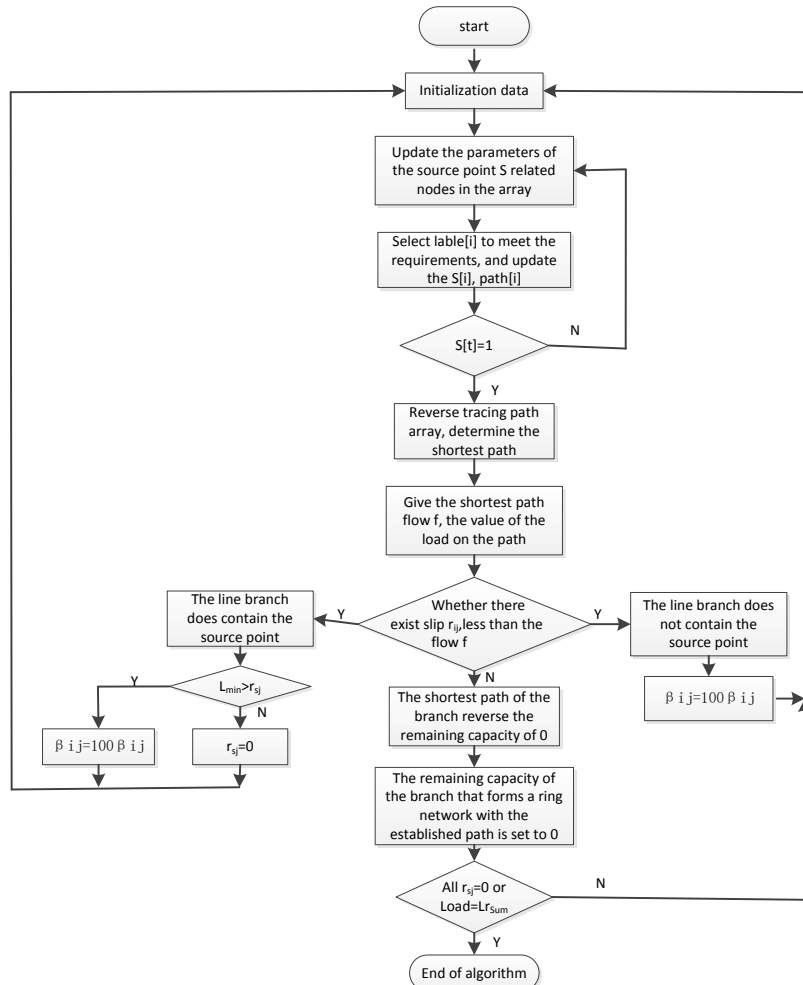 start
Initialization data
Update the parameters of
the source point S related
nodes in the array
Select lable[i] to meet the
requirements, and update
the S[i], path[i]
S[t]=1
N
Y
Reverse tracing path
array, determine the
shortest path
Give the shortest path
flow f, the value of the
load on the path
Whether there
exist slip rij,less than the
flow f
Y
Y
N
The line branch
does contain the
source point
The line branch does
not contain the
source point
Lmin>rsj
Y
N
βij=100βij
rsj=0
βij=100βij
The shortest path of the
branch reverse the
remaining capacity of 0
The remaining capacity of
the branch that forms a ring
network with the
established path is set to 0
All rsj=0 or
Load=LrSum
N
Y
End of algorithm